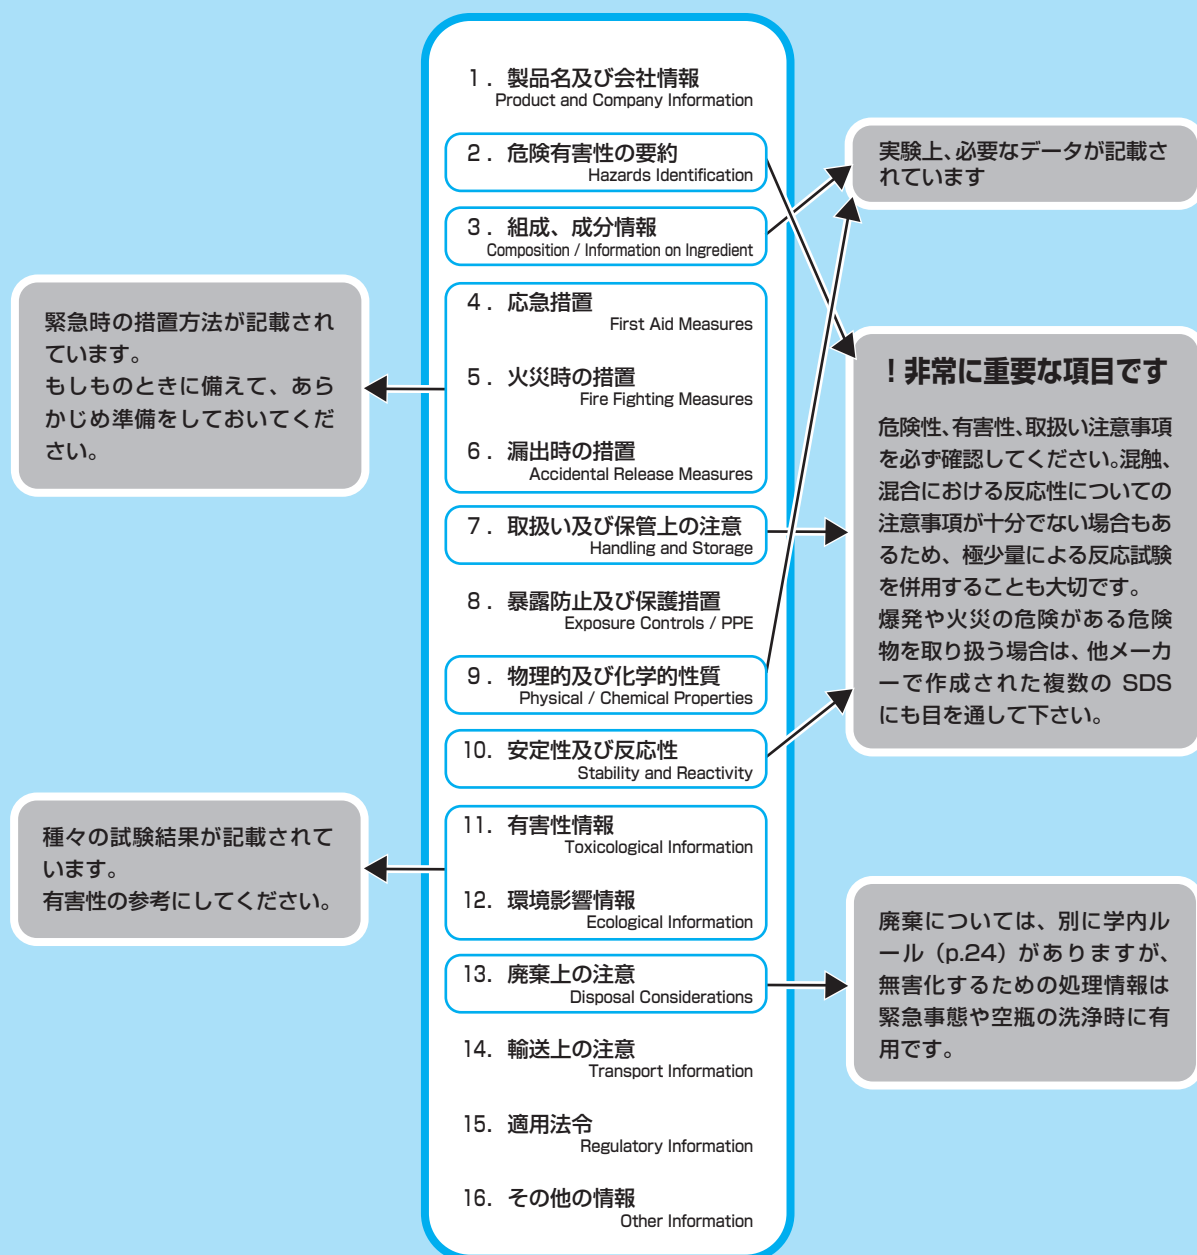 1. 製品名及び会社情報
Product and Company Information
2. 危険有害性の要約
Hazards Identification
3. 組成、成分情報
Composition / Information on Ingredient
4. 応急措置
First Aid Measures
5. 火災時の措置
Fire Fighting Measures
6. 漏出時の措置
Accidental Release Measures
7. 取扱い及び保管上の注意
Handling and Storage
8. 暴露防止及び保護措置
Exposure Controls / PPE
9. 物理的及び化学的性質
Physical / Chemical Properties
10. 安定性及び反応性
Stability and Reactivity
11. 有害性情報
Toxicological Information
12. 環境影響情報
Ecological Information
13. 廃棄上の注意
Disposal Considerations
14. 輸送上の注意
Transport Information
15. 適用法令
Regulatory Information
16. その他の情報
Other Information
緊急時の措置方法が記載され
ています。
もしものときに備えて、あら
かじめ準備をしておいてくだ
さい。
種々の試験結果が記載されて
います。
有害性の参考にしてください。
実験上、必要なデータが記載さ
れています
！非常に重要な項目です
危険性、有害性、取扱い注意事項
を必ず確認してください。混触、
混合における反応性についての
注意事項が十分でない場合もあ
るため、極少量による反応試験
を併用することも大切です。
爆発や火災の危険がある危険
物を取り扱う場合は、他メーカ
ーで作成された複数の SDS
にも目を通して下さい。
廃棄については、別に学内ル
ール（p.24）がありますが、
無害化するための処理情報は
緊急事態や空瓶の洗浄時に有
用です。